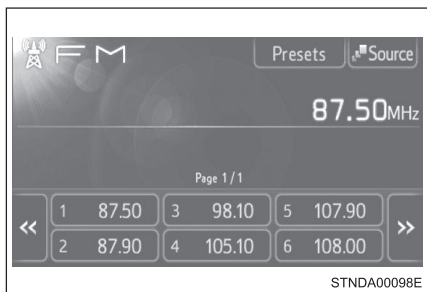 FM Presets Source
87.50MHz
Page 1 / 1
« 1 87.50 3 98.10 5 107.90 »
2 87.90 4 105.10 6 108.00
STNDA00098E